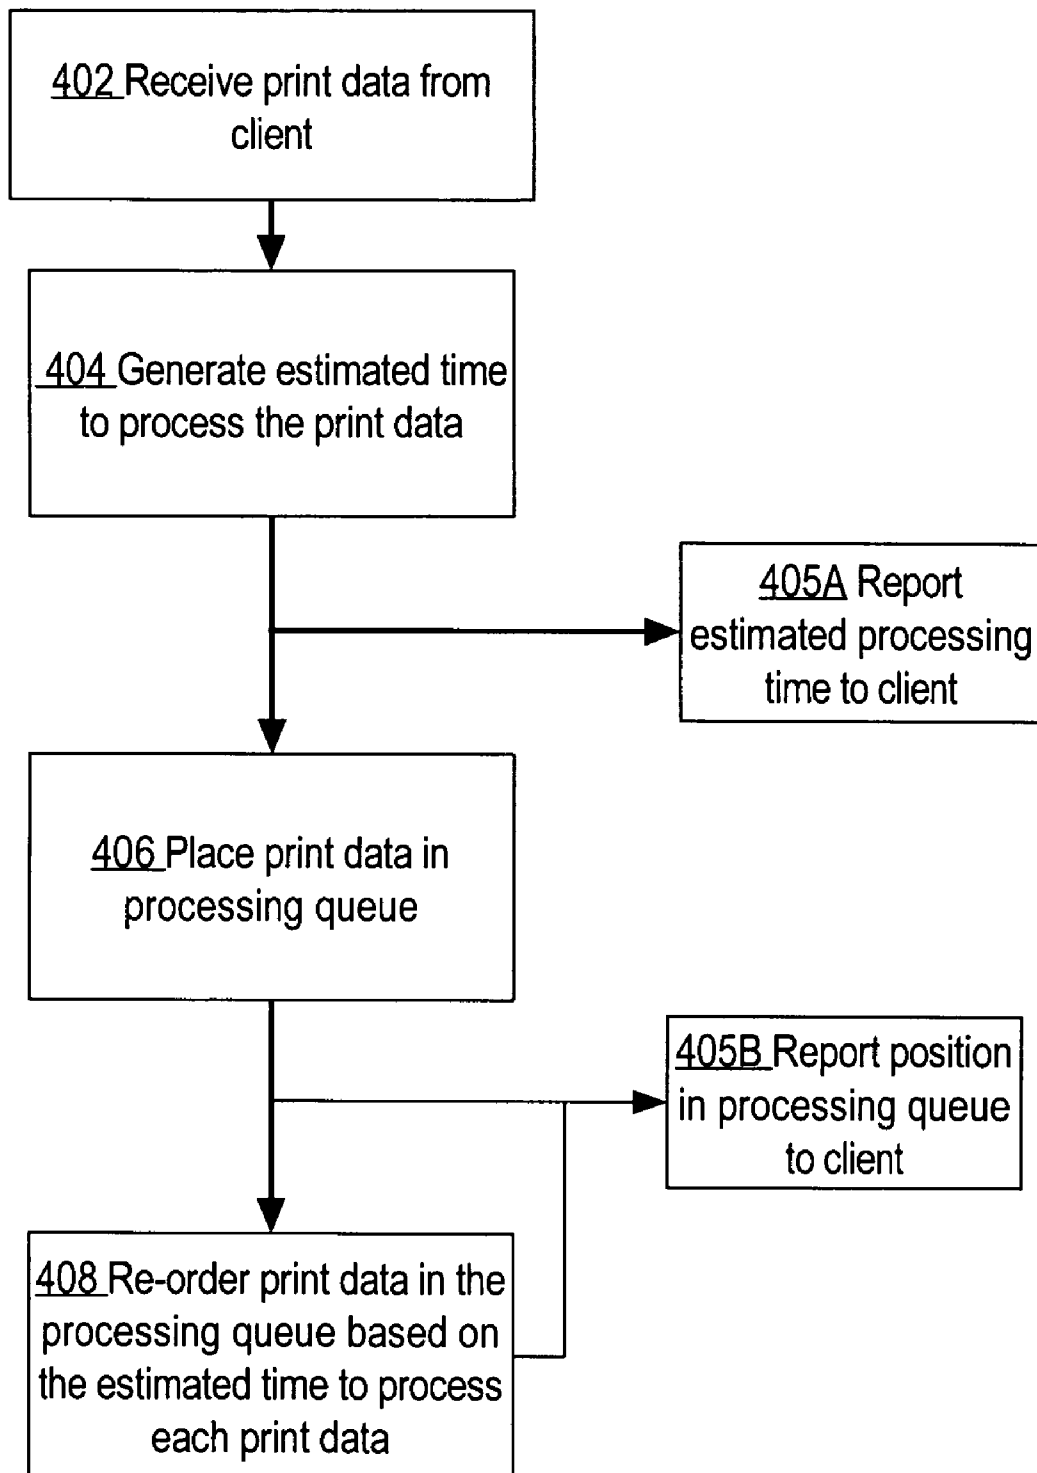 402 Receive print data from
client
404 Generate estimated time
to process the print data
405A Report
estimated processing
time to client
406 Place print data in
processing queue
405B Report position
in processing queue
to client
408 Re-order print data in the
processing queue based on
the estimated time to process
each print data